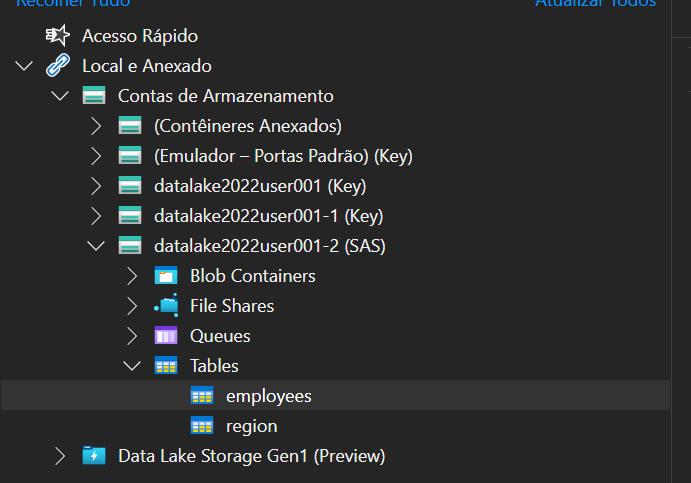 Recolher Tudo Atualizar Todos
Acesso Rápido
Local e Anexado
Contas de Armazenamento
(Contêineres Anexados)
(Emulador – Portas Padrão) (Key)
datalake2022user001 (Key)
datalake2022user001-1 (Key)
datalake2022user001-2 (SAS)
Blob Containers
File Shares
Queues
Tables
employees
region
Data Lake Storage Gen1 (Preview)